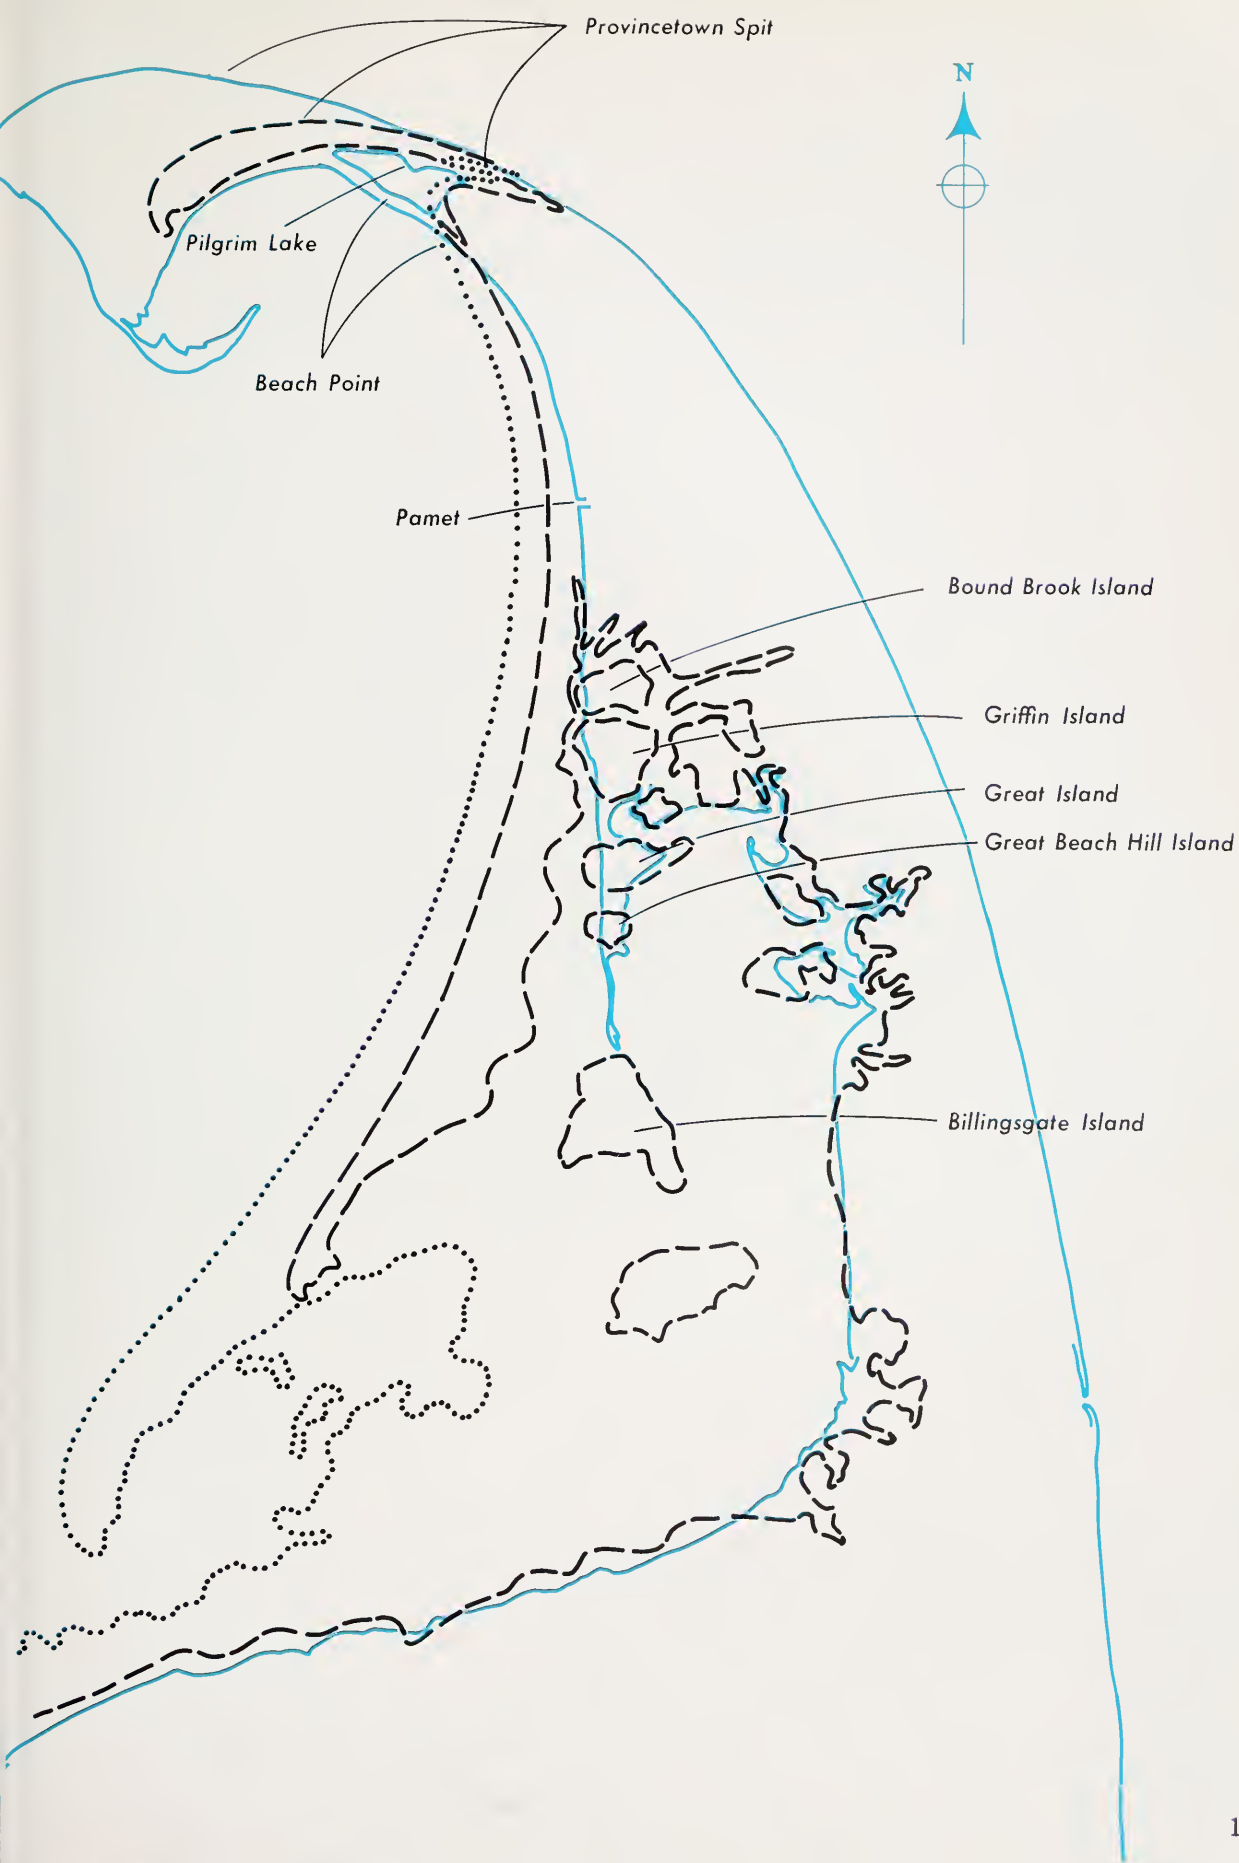 Provincetown Spit
N
Pilgrim Lake
Beach Point
Pamet
Bound Brook Island
Griffin Island
Great Island
Great Beach Hill Island
Billingsgate Island
1